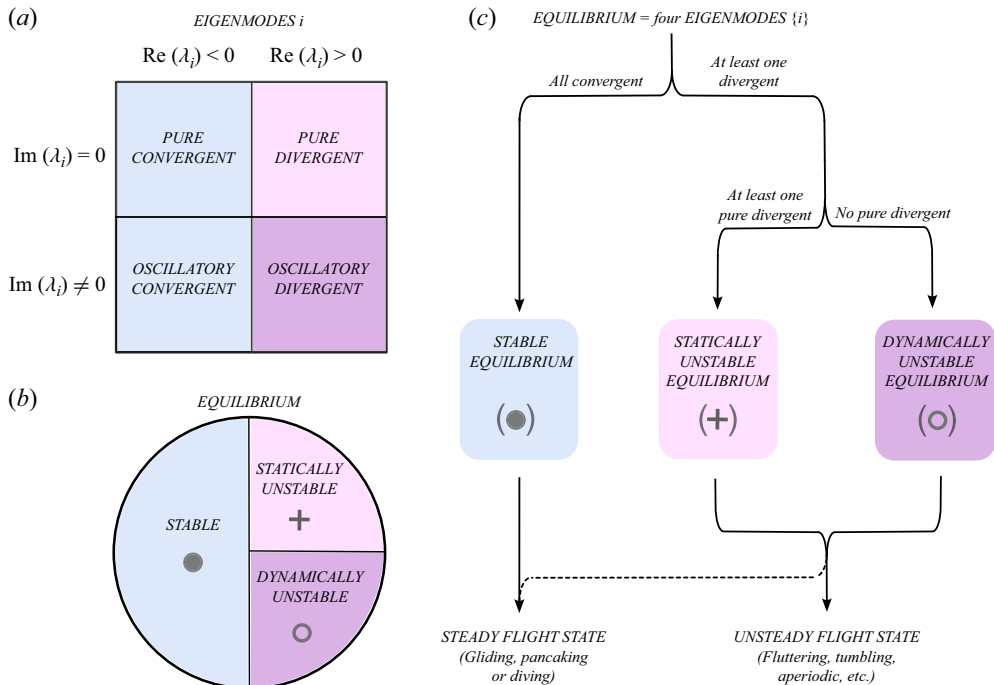 (a)
EIGENMODES i
Re (λi) < 0
Re (λi) > 0
Im (λi) = 0
PURE
CONVERGENT
PURE
DIVERGENT
Im (λi) ≠ 0
OSCILLATORY
CONVERGENT
OSCILLATORY
DIVERGENT
(b)
EQUILIBRIUM
STABLE
STATICALLY
UNSTABLE
DYNAMICALLY
UNSTABLE
(c)
EQUILIBRIUM = four EIGENMODES {i}
All convergent
At least one
divergent
At least one
pure divergent
No pure divergent
STABLE
EQUILIBRIUM
STATICALLY
UNSTABLE
EQUILIBRIUM
DYNAMICALLY
UNSTABLE
EQUILIBRIUM
STEADY FLIGHT STATE
(Gliding, pancaking
or diving)
UNSTEADY FLIGHT STATE
(Fluttering, tumbling,
aperiodic, etc.)